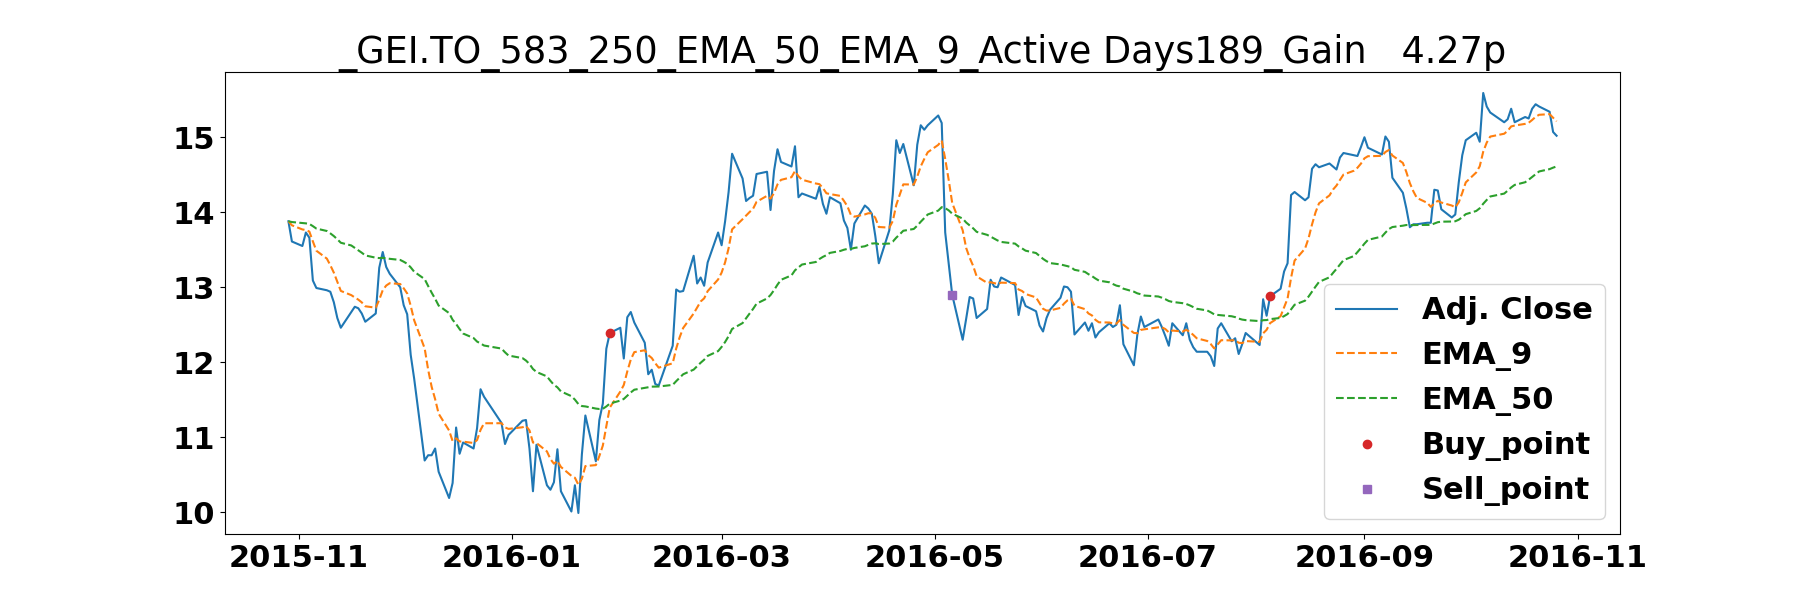 _GEI.TO_583_250_EMA_50_EMA_9_Active Days189_Gain   4.27p
15
14
13
12
11
10
2015-11 2016-01 2016-03 2016-05 2016-07 2016-09 2016-11
Adj. Close
EMA_9
EMA_50
Buy_point
Sell_point